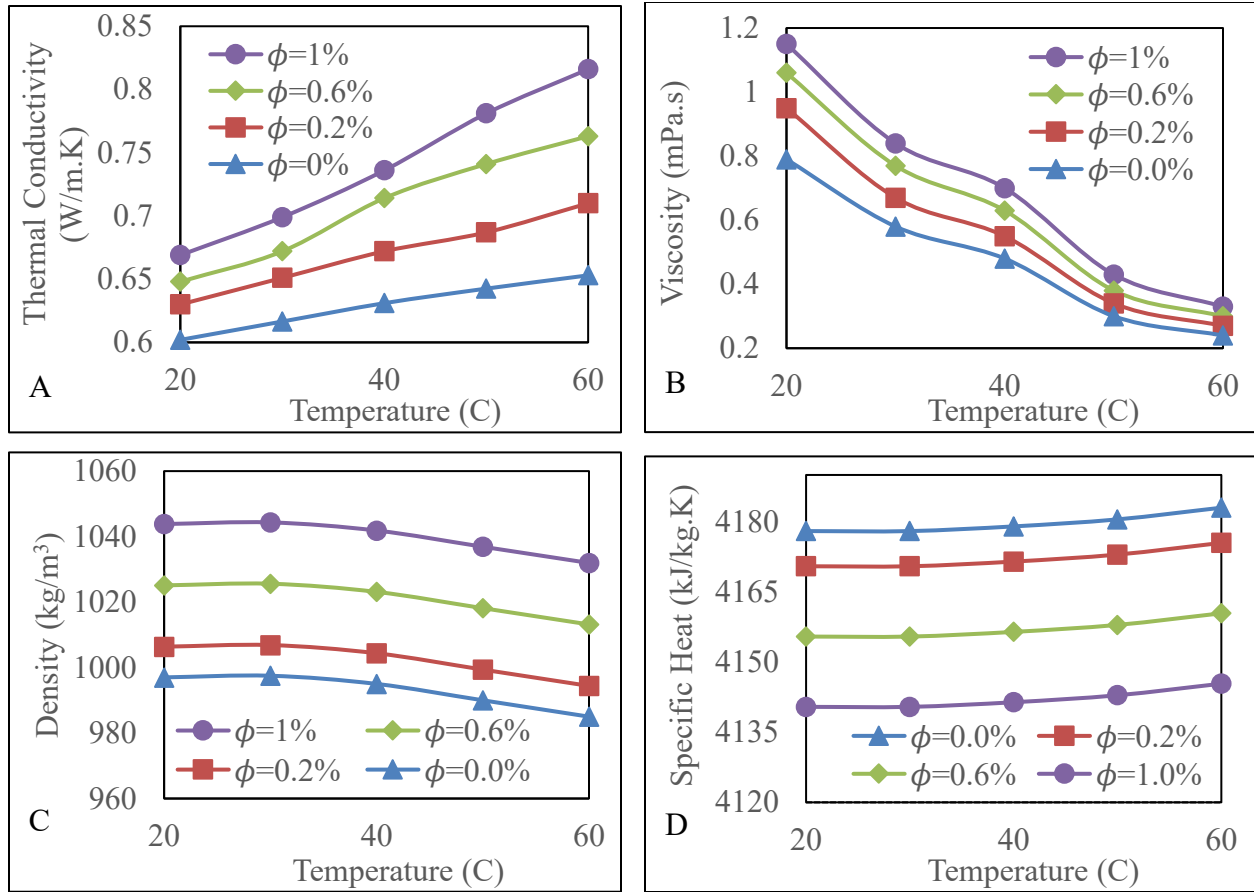 Thermal Conductivity
(W/m.K)
0.85
0.8
0.75
0.7
0.65
0.6
ϕ=1%
ϕ=0.6%
ϕ=0.2%
ϕ=0%
20
40
60
Temperature (C)
A
Viscosity (mPa.s)
1.2
1
0.8
0.6
0.4
0.2
ϕ=1%
ϕ=0.6%
ϕ=0.2%
ϕ=0.0%
20
40
60
Temperature (C)
B
Density (kg/m³)
1060
1040
1020
1000
980
960
ϕ=1%
ϕ=0.6%
ϕ=0.2%
ϕ=0.0%
20
40
60
Temperature (C)
C
Specific Heat (kJ/kg.K)
4180
4165
4150
4135
4120
ϕ=0.0%
ϕ=0.2%
ϕ=0.6%
ϕ=1.0%
20
40
60
Temperature (C)
D